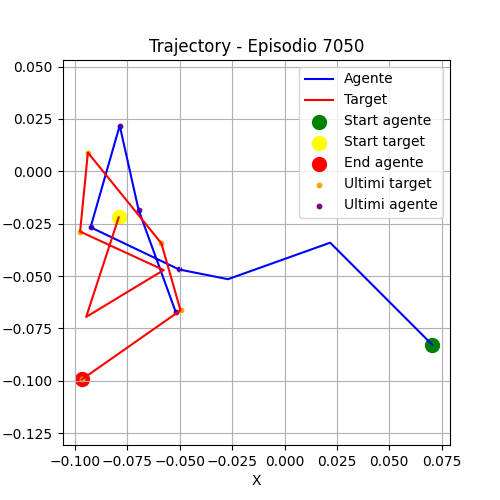 Trajectory - Episodio 7050
Agente
Target
Start agente
Start target
End agente
Ultimi target
Ultimi agente
0.050
0.025
0.000
−0.025
−0.050
−0.075
−0.100
−0.125
−0.100 −0.075 −0.050 −0.025 0.000 0.025 0.050 0.075
X